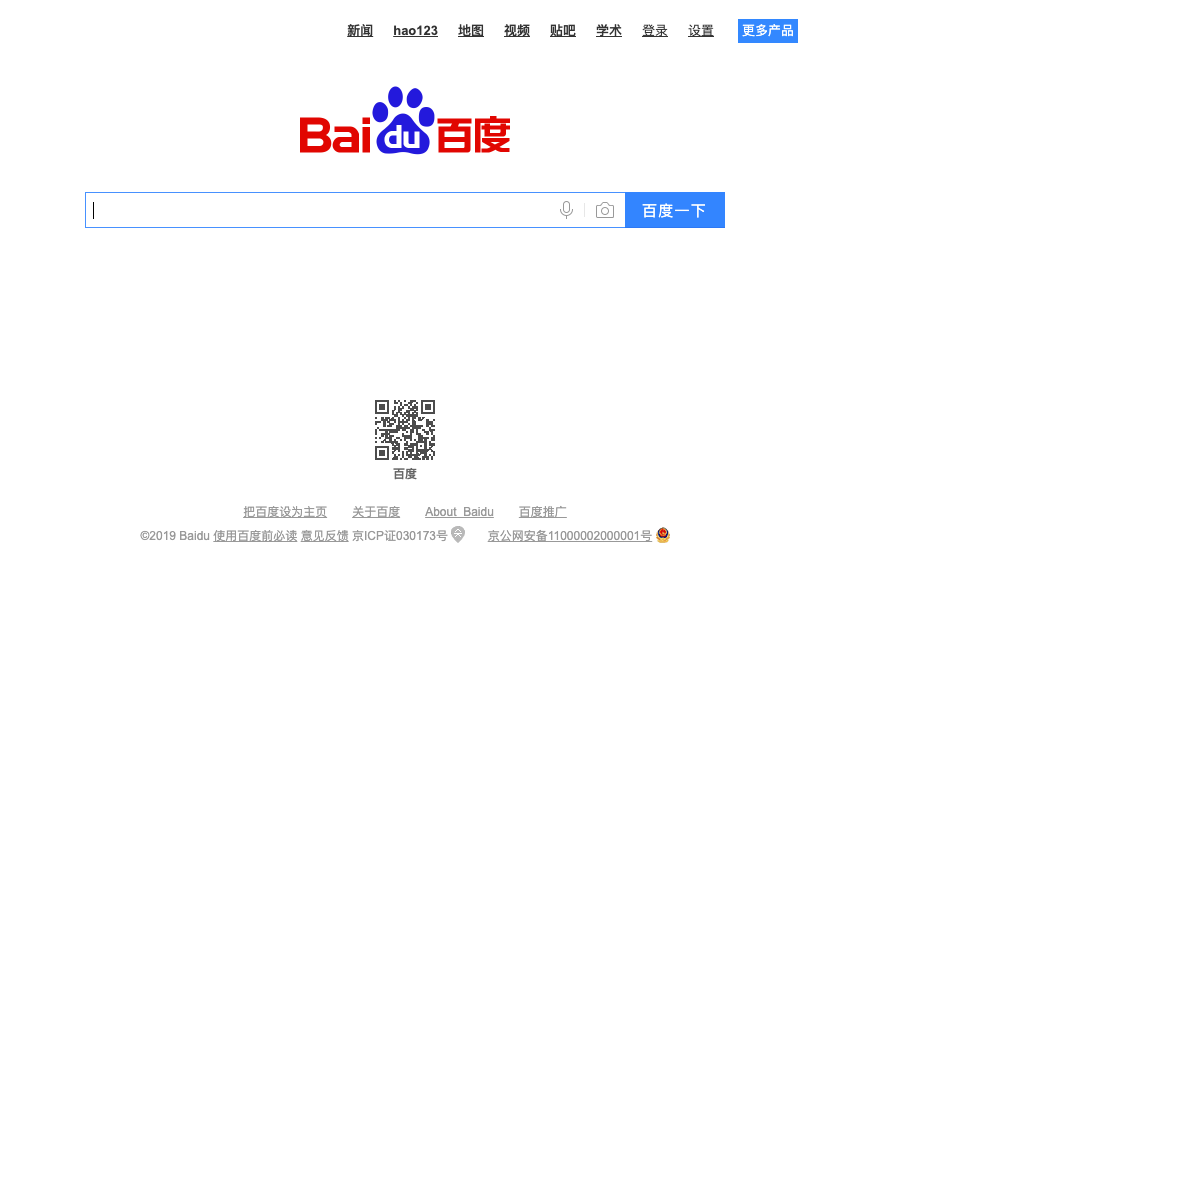 新闻 hao123 地图 视频 贴吧 学术 登录 设置 更多产品
Bai du 百度
百度一下
百度
把百度设为主页 关于百度 About Baidu 百度推广
©2019 Baidu 使用百度前必读 意见反馈 京ICP证030173号 京公网安备11000002000001号